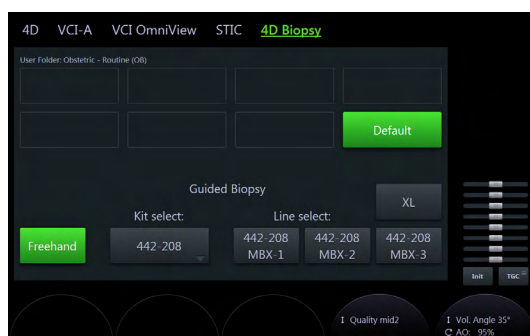 4D VCI-A VCI OmniView STIC 4D Biopsy
User Folder: Obstetric - Routine (OB)
Default
Guided Biopsy
XL
Kit select: Line select:
Freehand 442-208 442-208 442-208 442-208
MBX-1 MBX-2 MBX-3
Init TGC
Quality mid2 Vol. Angle 35°
AO: 95%